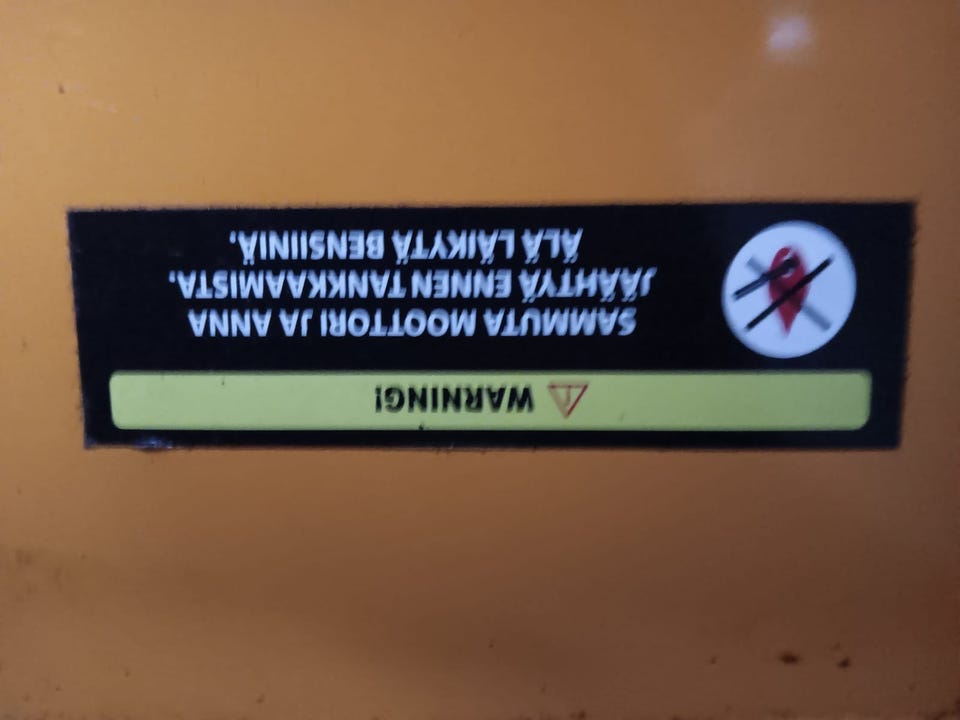 WARNING!
SAMMUTA MOOTTORI JA ANNA
JÄÄHTYÄ ENNEN TANKKAAMISTA.
ÄLÄ LÄIKYTÄ BENSIINIÄ.